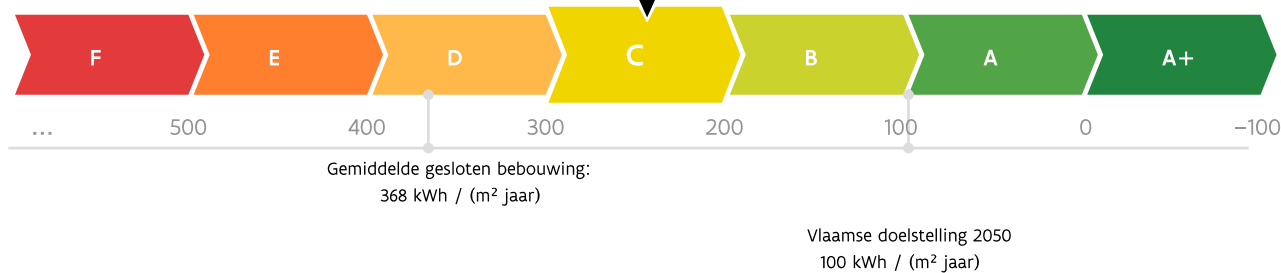 F E D C B A A+
... 500 400 300 200 100 0 −100
Gemiddelde gesloten bebouwing:
368 kWh / (m² jaar)
Vlaamse doelstelling 2050
100 kWh / (m² jaar)